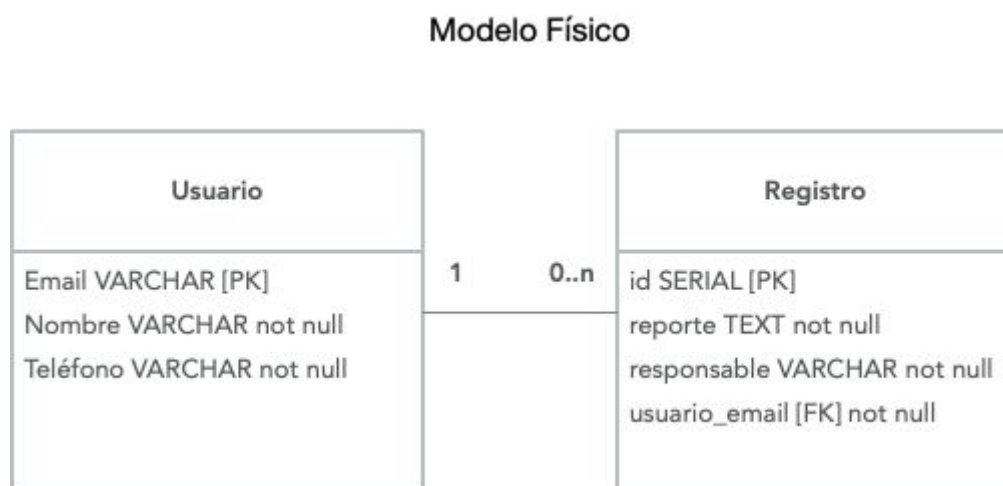 Modelo Físico
Usuario
Email VARCHAR [PK]
Nombre VARCHAR not null
Teléfono VARCHAR not null
1
0..n
Registro
id SERIAL [PK]
reporte TEXT not null
responsable VARCHAR not null
usuario_email [FK] not null